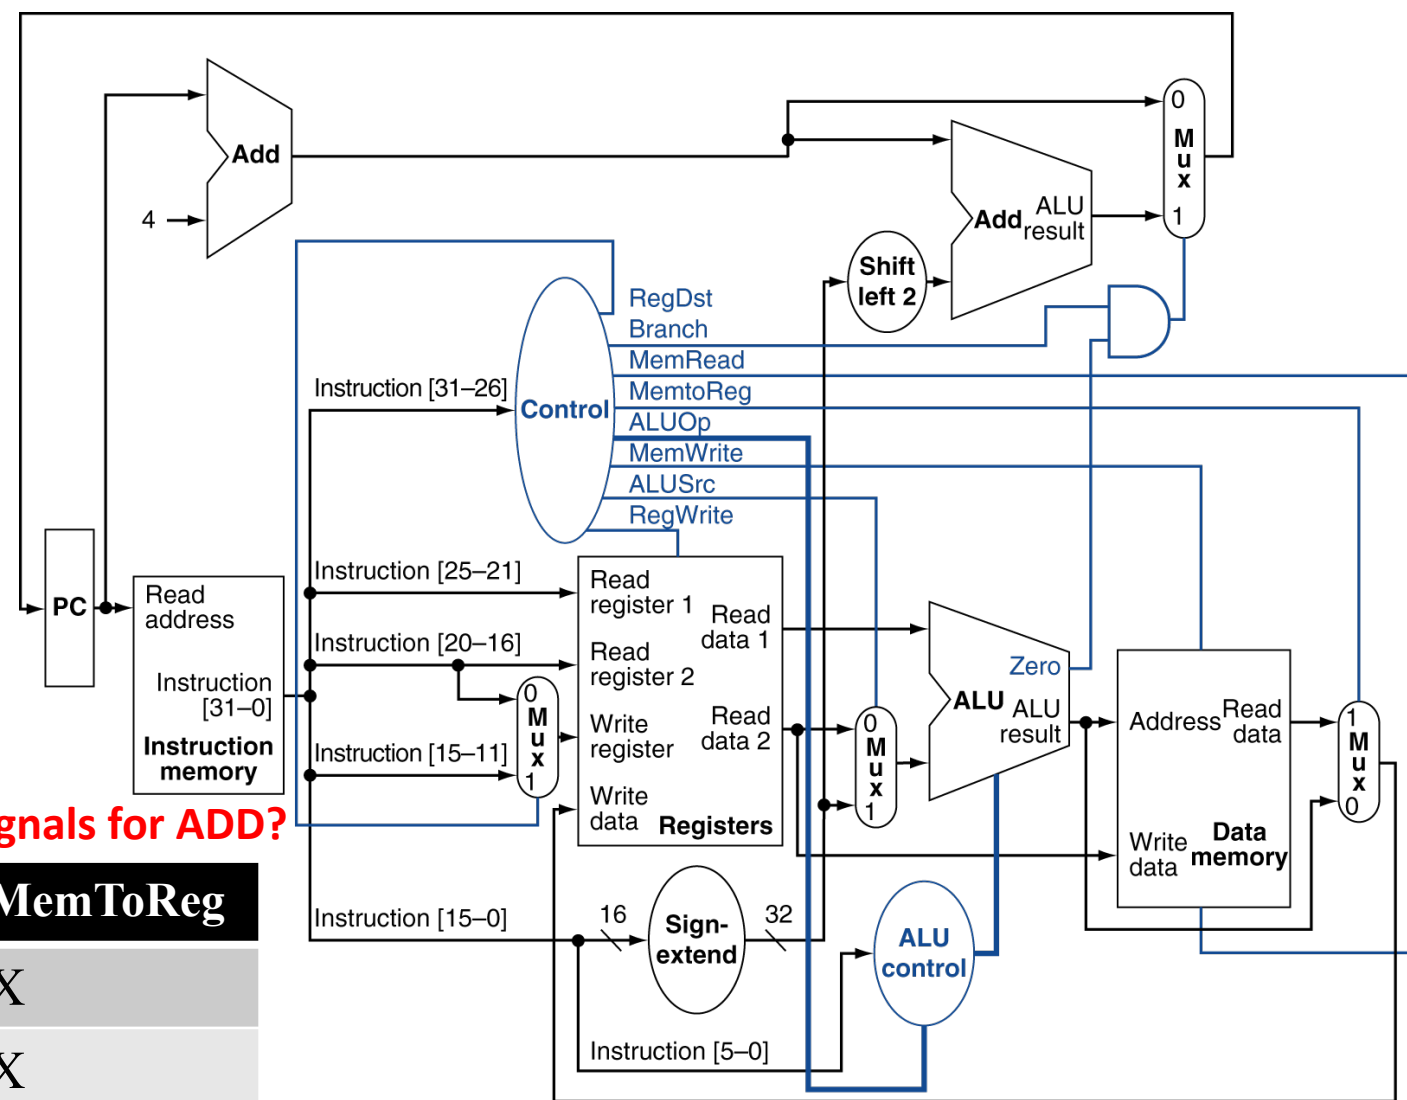 0
M
u
x
1
Add
4
Add
ALU
result
Shift
left 2
RegDst
Branch
MemRead
MemtoReg
ALUOp
MemWrite
ALUSrc
RegWrite
Instruction [31–26]
Control
PC
Read
address
Instruction
[31–0]
Instruction
memory
Instruction [25–21]
Instruction [20–16]
Instruction [15–11]
0
M
u
x
1
Read
register 1
Read
register 2
Write
register
Write
data
Read
data 1
Read
data 2
Registers
0
M
u
x
1
Zero
ALU
ALU
result
Address
Read
data
Write
data
Data
memory
1
M
u
x
0
gnals for ADD?
MemToReg
X
X
Instruction [15–0]
16
Sign-
extend
32
ALU
control
Instruction [5–0]